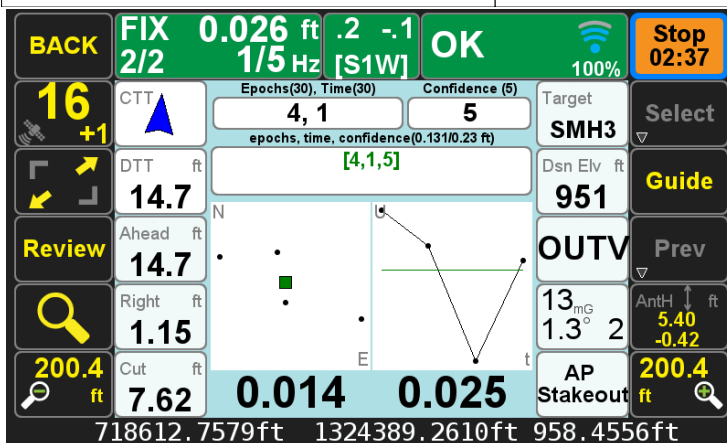 BACK
FIX 0.026 ft .2 -.1 OK Stop
2/2 1/5 Hz [S1W] 100% 02:37
16 +1
CTT
Epochs(30), Time(30) Confidence (5)
4, 1 5
epochs, time, confidence(0.131/0.23 ft)
[4,1,5]
Target
SMH3
Select
DTT ft
14.7
Dsn Elv ft
951
Guide
Review
Ahead ft
14.7
N
U
OUTV
Prev
Right ft
1.15
13mG
1.3° 2
AntH ft
5.40
-0.42
200.4
ft
Cut ft
7.62
E
t
0.014 0.025
AP
Stakeout
200.4
ft
718612.7579ft 1324389.2610ft 958.4556ft